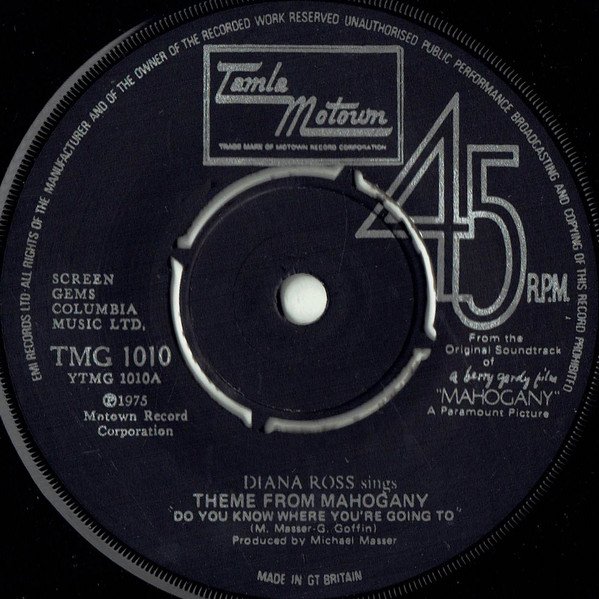 EMI RECORDS LTD · ALL RIGHTS OF THE MANUFACTURER AND OF THE OWNER OF THE RECORDED WORK RESERVED UNAUTHORISED PUBLIC PERFORMANCE BROADCASTING AND COPYING OF THIS RECORD PROHIBITED
Tamla
Motown
TRADE MARK OF MOTOWN RECORD CORPORATION
45
R.P.M.
SCREEN
GEMS
COLUMBIA
MUSIC LTD,
TMG 1010
YTMG 1010A
℗1975
Motown Record
Corporation
From the
Original Soundtrack
of
a berry gordy film
"MAHOGANY"
A Paramount Picture
DIANA ROSS sings
THEME FROM MAHOGANY
"DO YOU KNOW WHERE YOU'RE GOING TO"
(M. Masser-G. Goffin)
Produced by Michael Masser
MADE IN GT BRITAIN